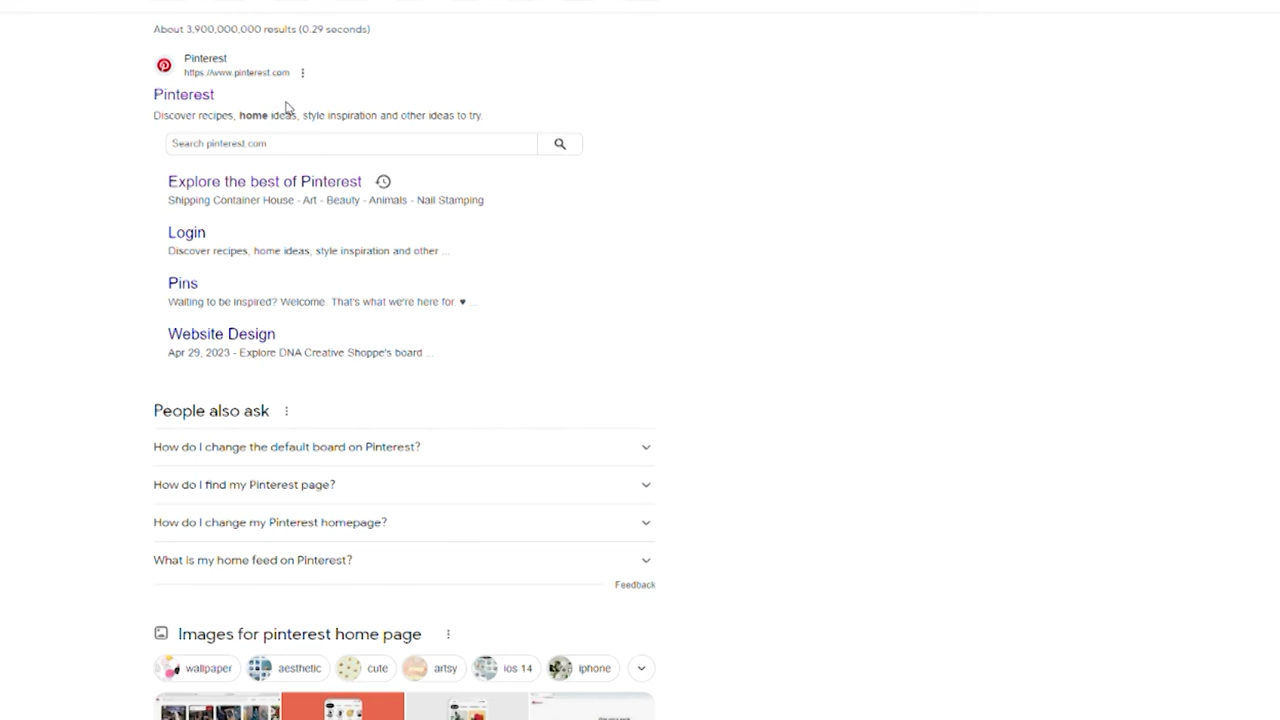 About 3,900,000,000 results (0.29 seconds)
Pinterest
https://www.pinterest.com
Pinterest
Discover recipes, home ideas, style inspiration and other ideas to try.
Search pinterest.com
Explore the best of Pinterest
Shipping Container House - Art - Beauty - Animals - Nail Stamping
Login
Discover recipes, home ideas, style inspiration and other ...
Pins
Waiting to be inspired? Welcome. That's what we're here for. ♥ ...
Website Design
Apr 29, 2023 - Explore DNA Creative Shoppe's board ...
People also ask
How do I change the default board on Pinterest?
How do I find my Pinterest page?
How do I change my Pinterest homepage?
What is my home feed on Pinterest?
Feedback
Images for pinterest home page
wallpaper aesthetic cute artsy ios 14 iphone